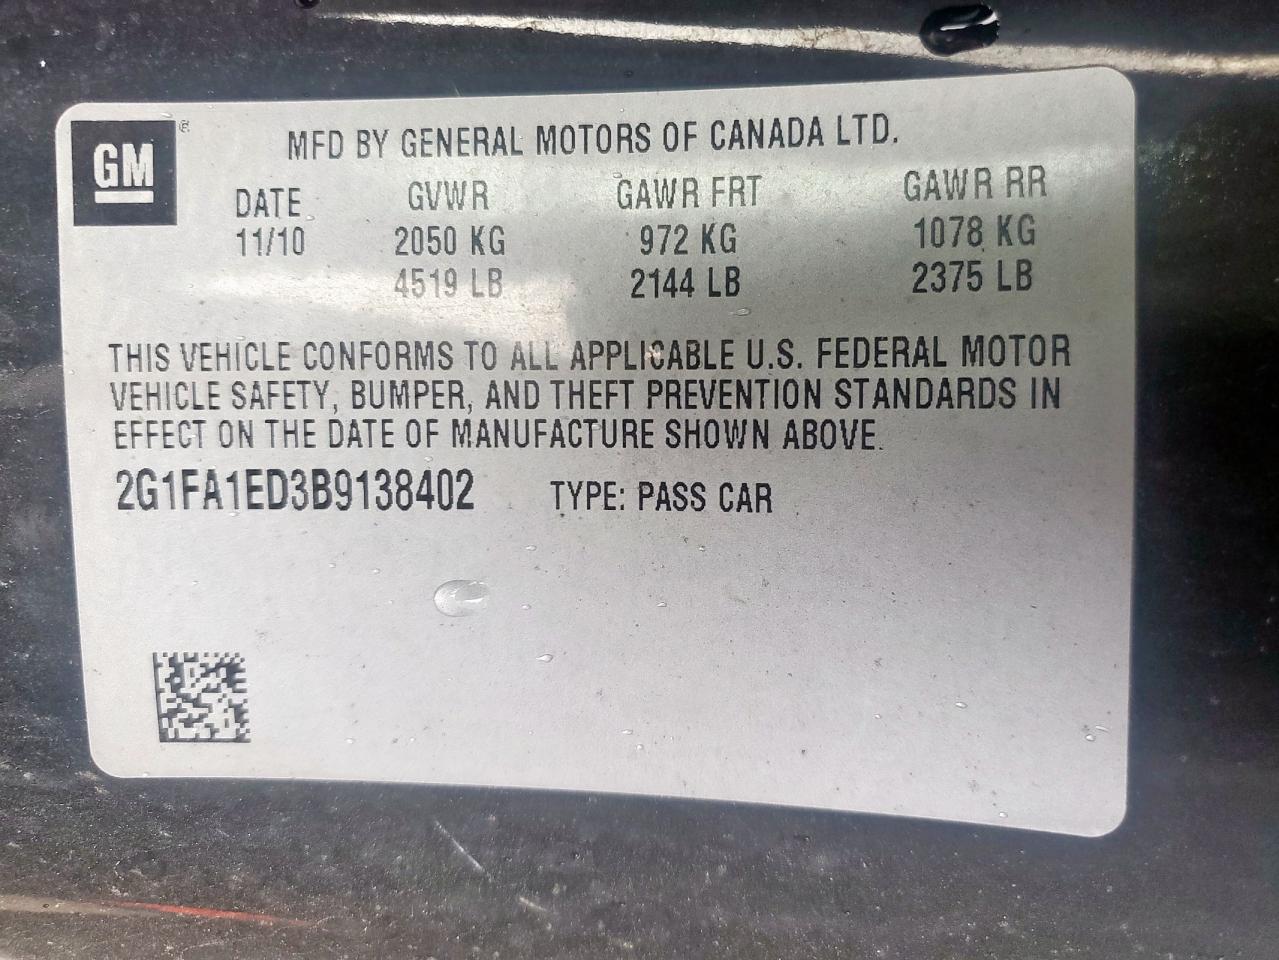 GM®
MFD BY GENERAL MOTORS OF CANADA LTD.
DATE GVWR GAWR FRT GAWR RR
11/10 2050 KG 972 KG 1078 KG
4519 LB 2144 LB 2375 LB
THIS VEHICLE CONFORMS TO ALL APPLICABLE U.S. FEDERAL MOTOR
VEHICLE SAFETY, BUMPER, AND THEFT PREVENTION STANDARDS IN
EFFECT ON THE DATE OF MANUFACTURE SHOWN ABOVE.
2G1FA1ED3B9138402 TYPE: PASS CAR